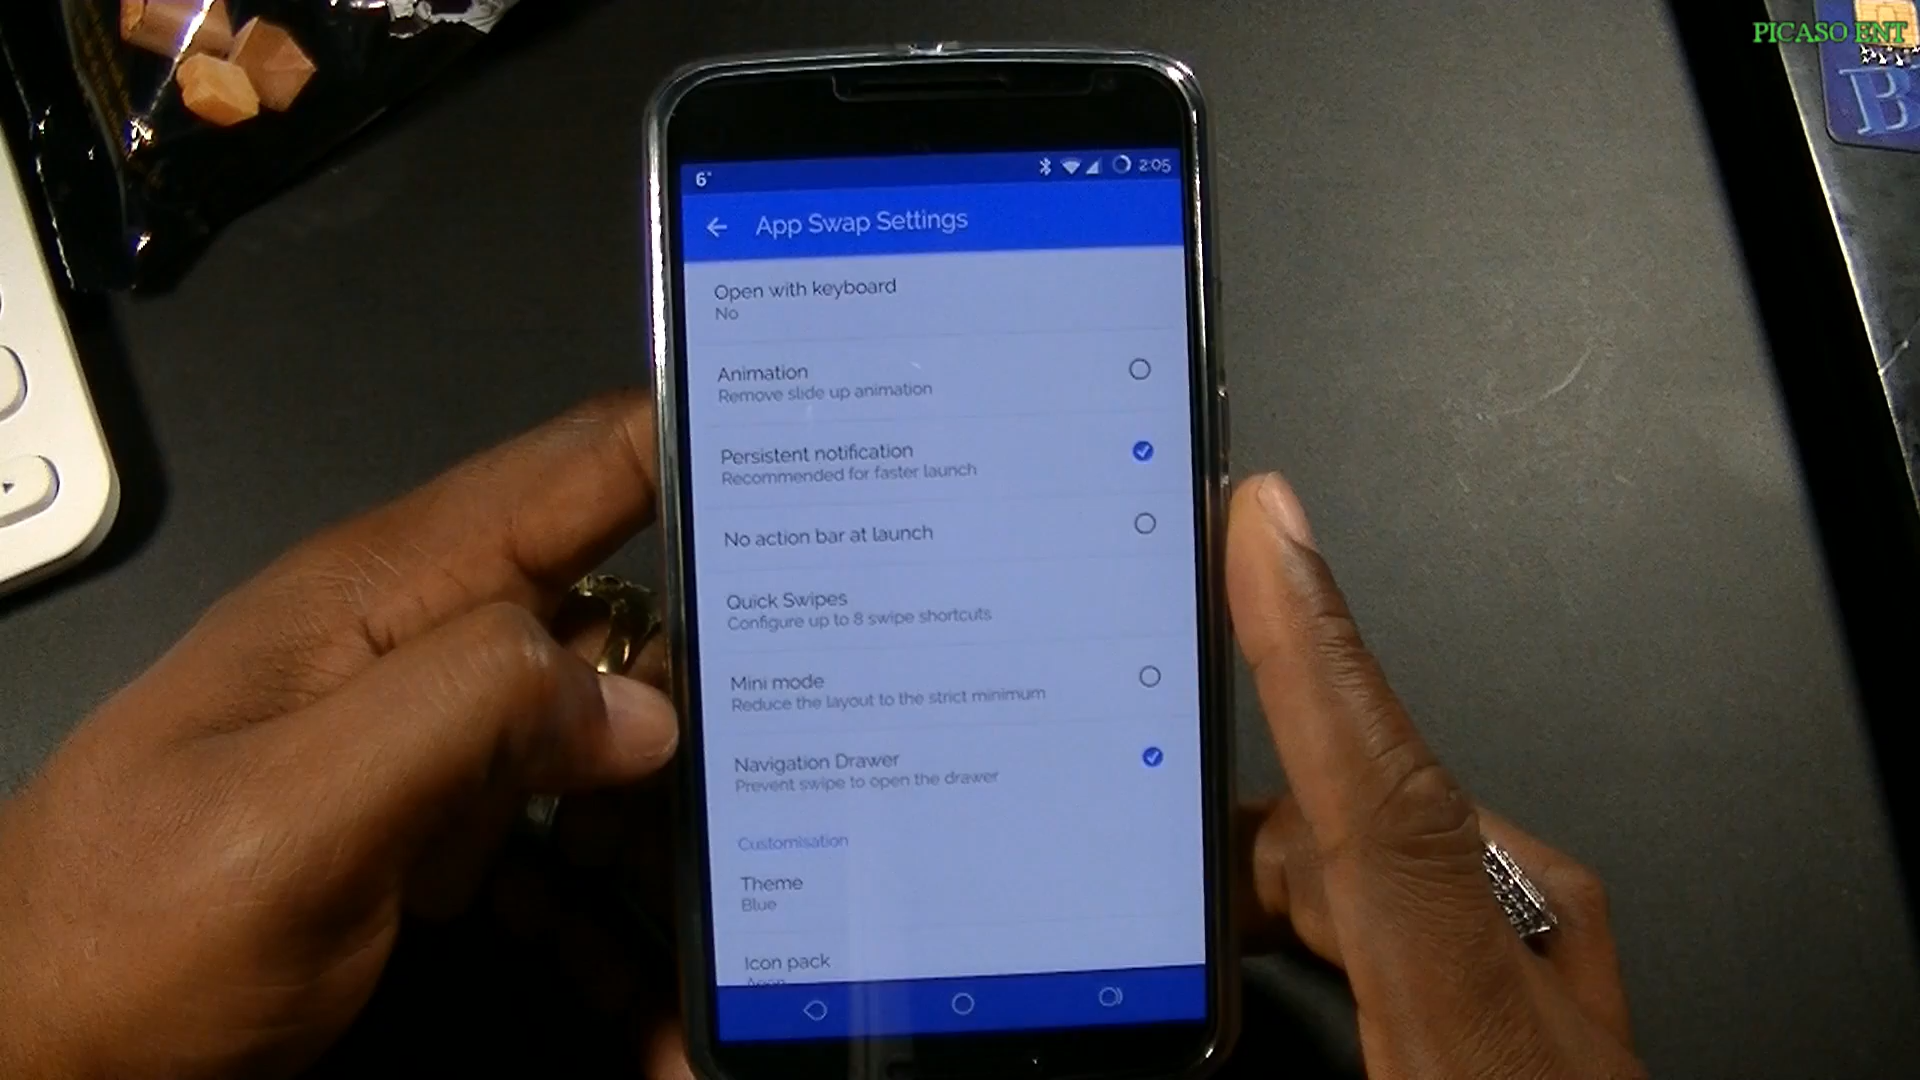 PICASO ENT
B
6°
2:05
App Swap Settings
Open with keyboard
No
Animation
Remove slide up animation
Persistent notification
Recommended for faster launch
No action bar at launch
Quick Swipes
Configure up to 8 swipe shortcuts
Mini mode
Reduce the layout to the strict minimum
Navigation Drawer
Prevent swipe to open the drawer
Customisation
Theme
Blue
Icon pack